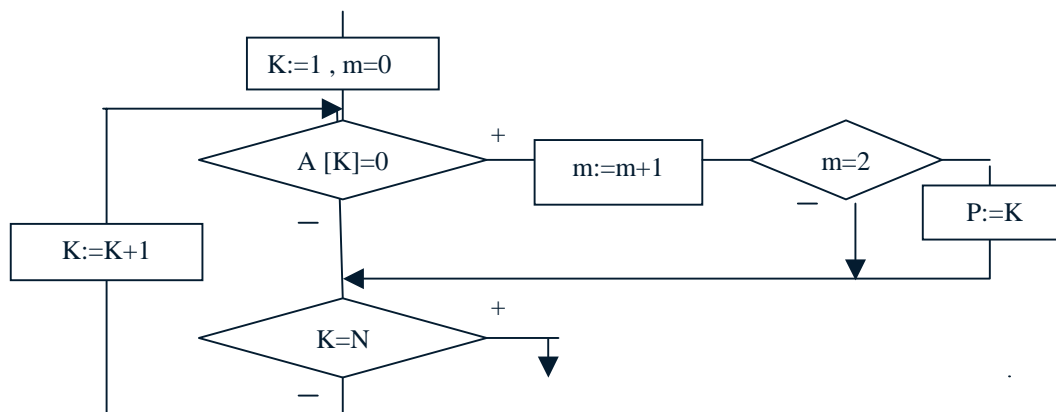 K:=1 , m=0
+
A [K]=0
m:=m+1
m=2
–
–
P:=K
K:=K+1
+
K=N
–
.